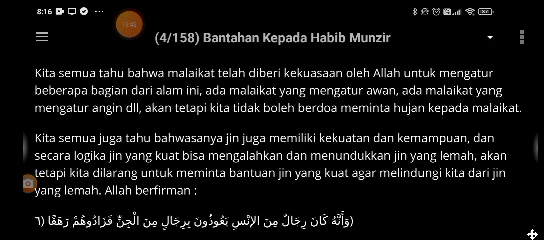 8:16
13:42
(4/158) Bantahan Kepada Habib Munzir
Kita semua tahu bahwa malaikat telah diberi kekuasaan oleh Allah untuk mengatur
beberapa bagian dari alam ini, ada malaikat yang mengatur awan, ada malaikat yang
mengatur angin dll, akan tetapi kita tidak boleh berdoa meminta hujan kepada malaikat.
Kita semua juga tahu bahwasanya jin juga memiliki kekuatan dan kemampuan, dan
secara logika jin yang kuat bisa mengalahkan dan menundukkan jin yang lemah, akan
tetapi kita dilarang untuk meminta bantuan jin yang kuat agar melindungi kita dari jin
yang lemah. Allah berfirman :
(وَأَنَّهُ كَانَ رِجَالٌ مِنَ الإنْسِ يَعُوذُونَ بِرِجَالٍ مِنَ الْجِنِّ فَزَادُوهُمْ رَهَقًا (٦